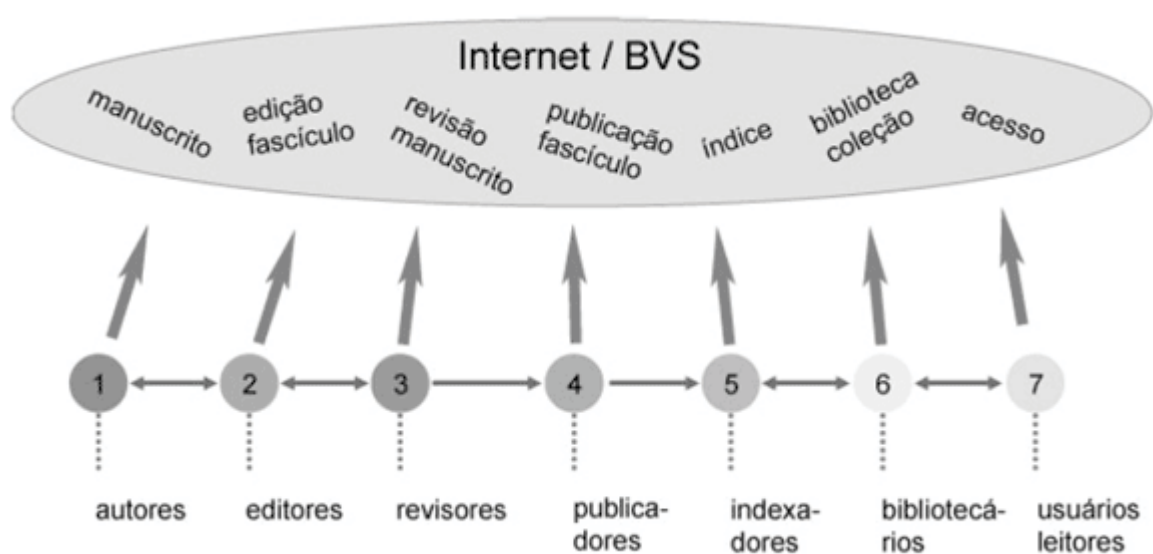 Internet / BVS
manuscrito
edição
fascículo
revisão
manuscrito
publicação
fascículo
índice
biblioteca
coleção
acesso
1
2
3
4
5
6
7
autores
editores
revisores
publica-
dores
indexa-
dores
bibliotecá-
rios
usuários
leitores